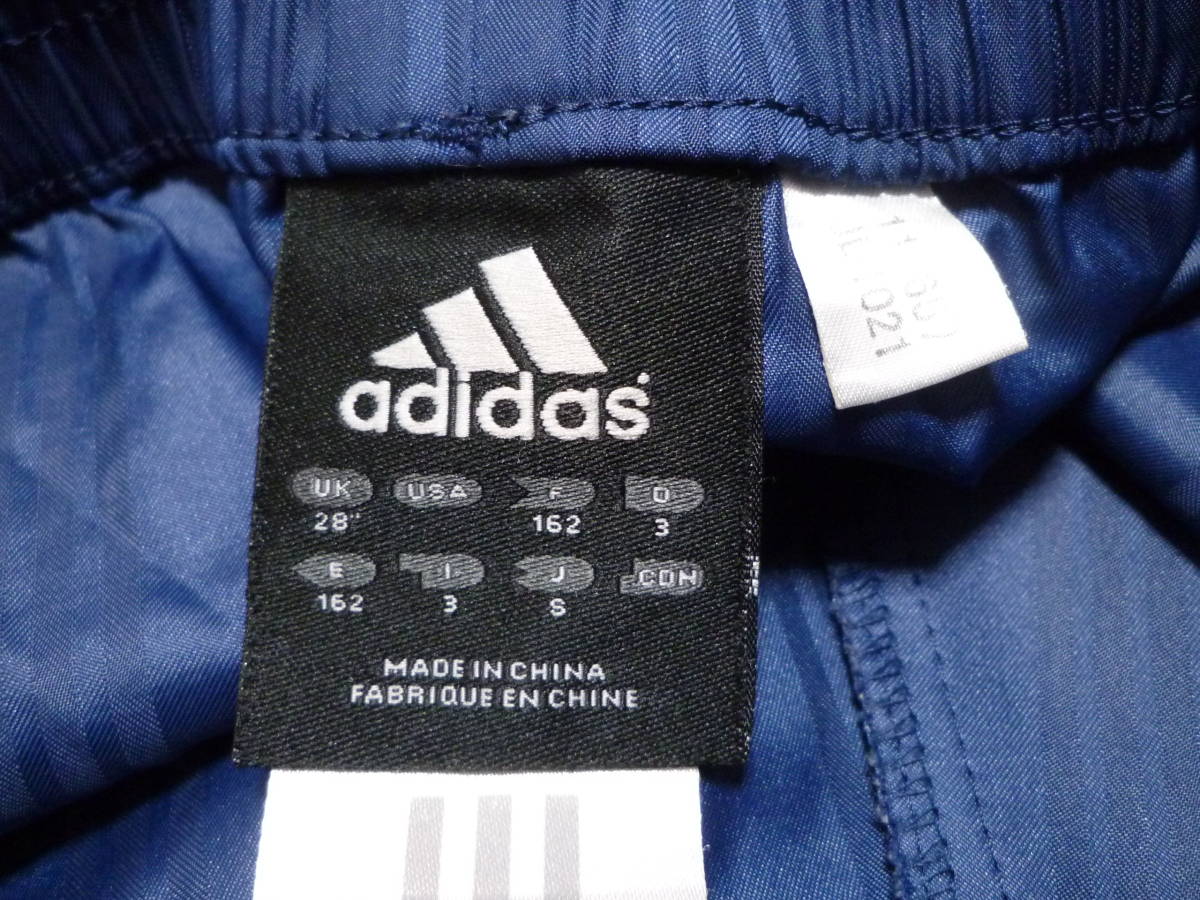 adidas
UK USA F D
28" 162 3
E I J CDN
162 3 S
MADE IN CHINA
FABRIQUE EN CHINE